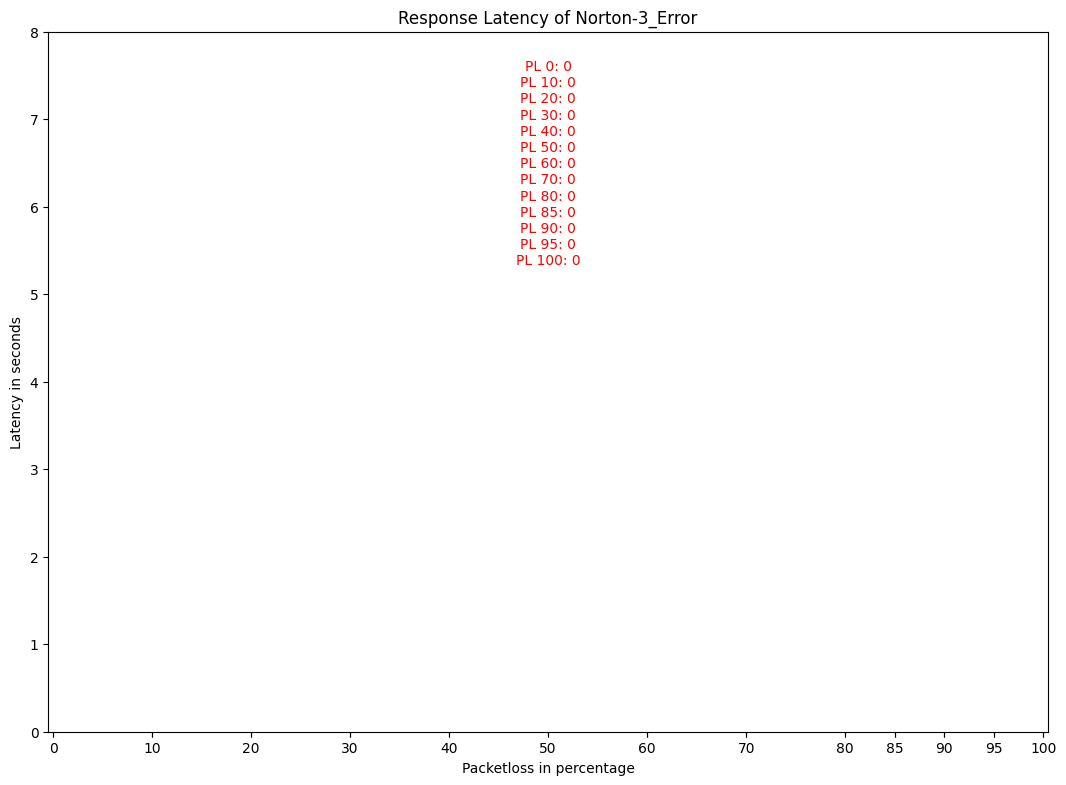 Response Latency of Norton-3_Error
8
PL 0: 0
PL 10: 0
PL 20: 0
PL 30: 0
PL 40: 0
PL 50: 0
PL 60: 0
PL 70: 0
PL 80: 0
PL 85: 0
PL 90: 0
PL 95: 0
PL 100: 0
7
6
5
4
3
2
1
0
Latency in seconds
0 10 20 30 40 50 60 70 80 85 90 95 100
Packetloss in percentage